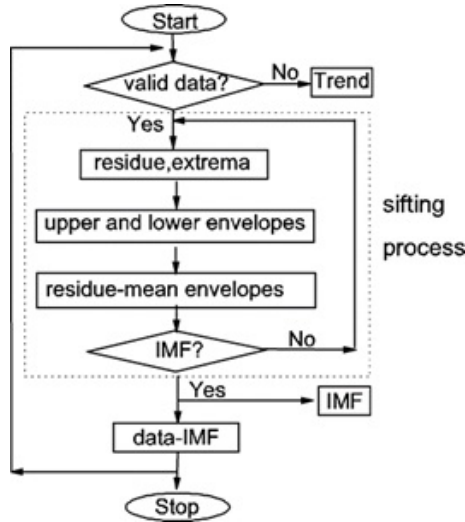 Start
valid data?
No
Trend
Yes
residue,extrema
upper and lower envelopes
sifting
process
residue-mean envelopes
IMF?
No
Yes
IMF
data-IMF
Stop